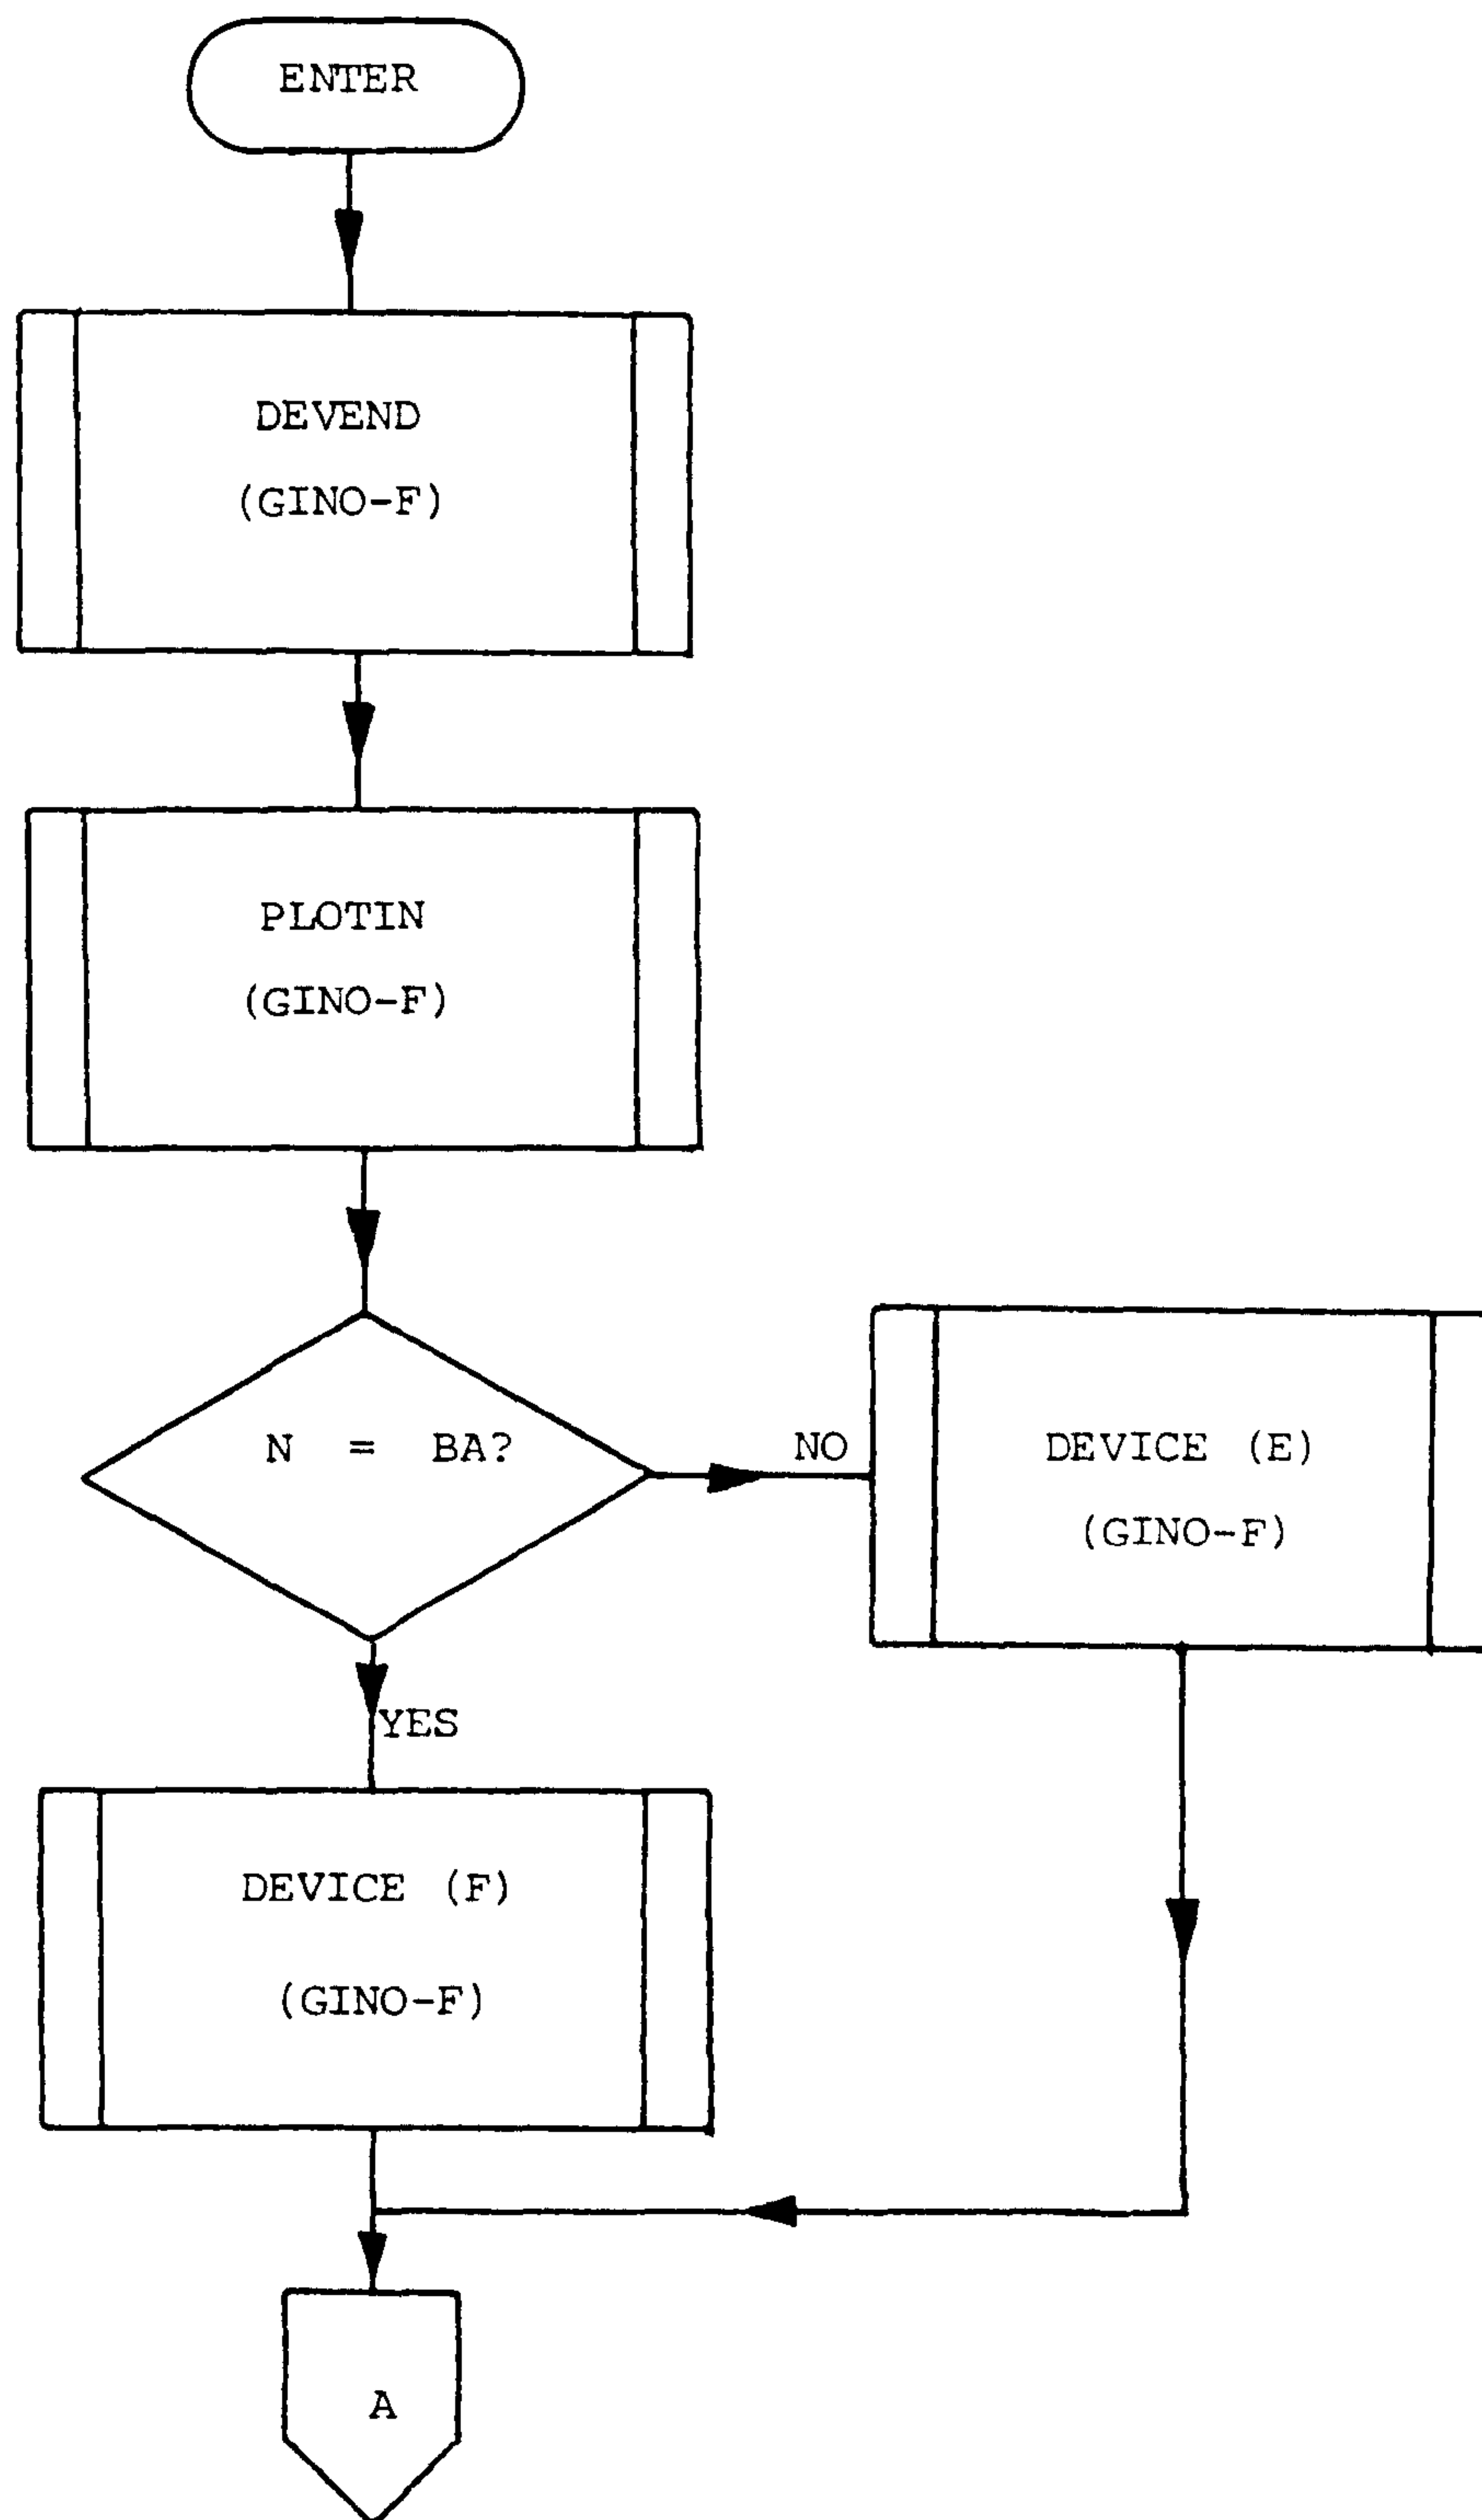 ENTER
DEVEND
(GINO-F)
PLOTIN
(GINO-F)
N = BA?
NO
DEVICE (E)
(GINO-F)
YES
DEVICE (F)
(GINO-F)
A